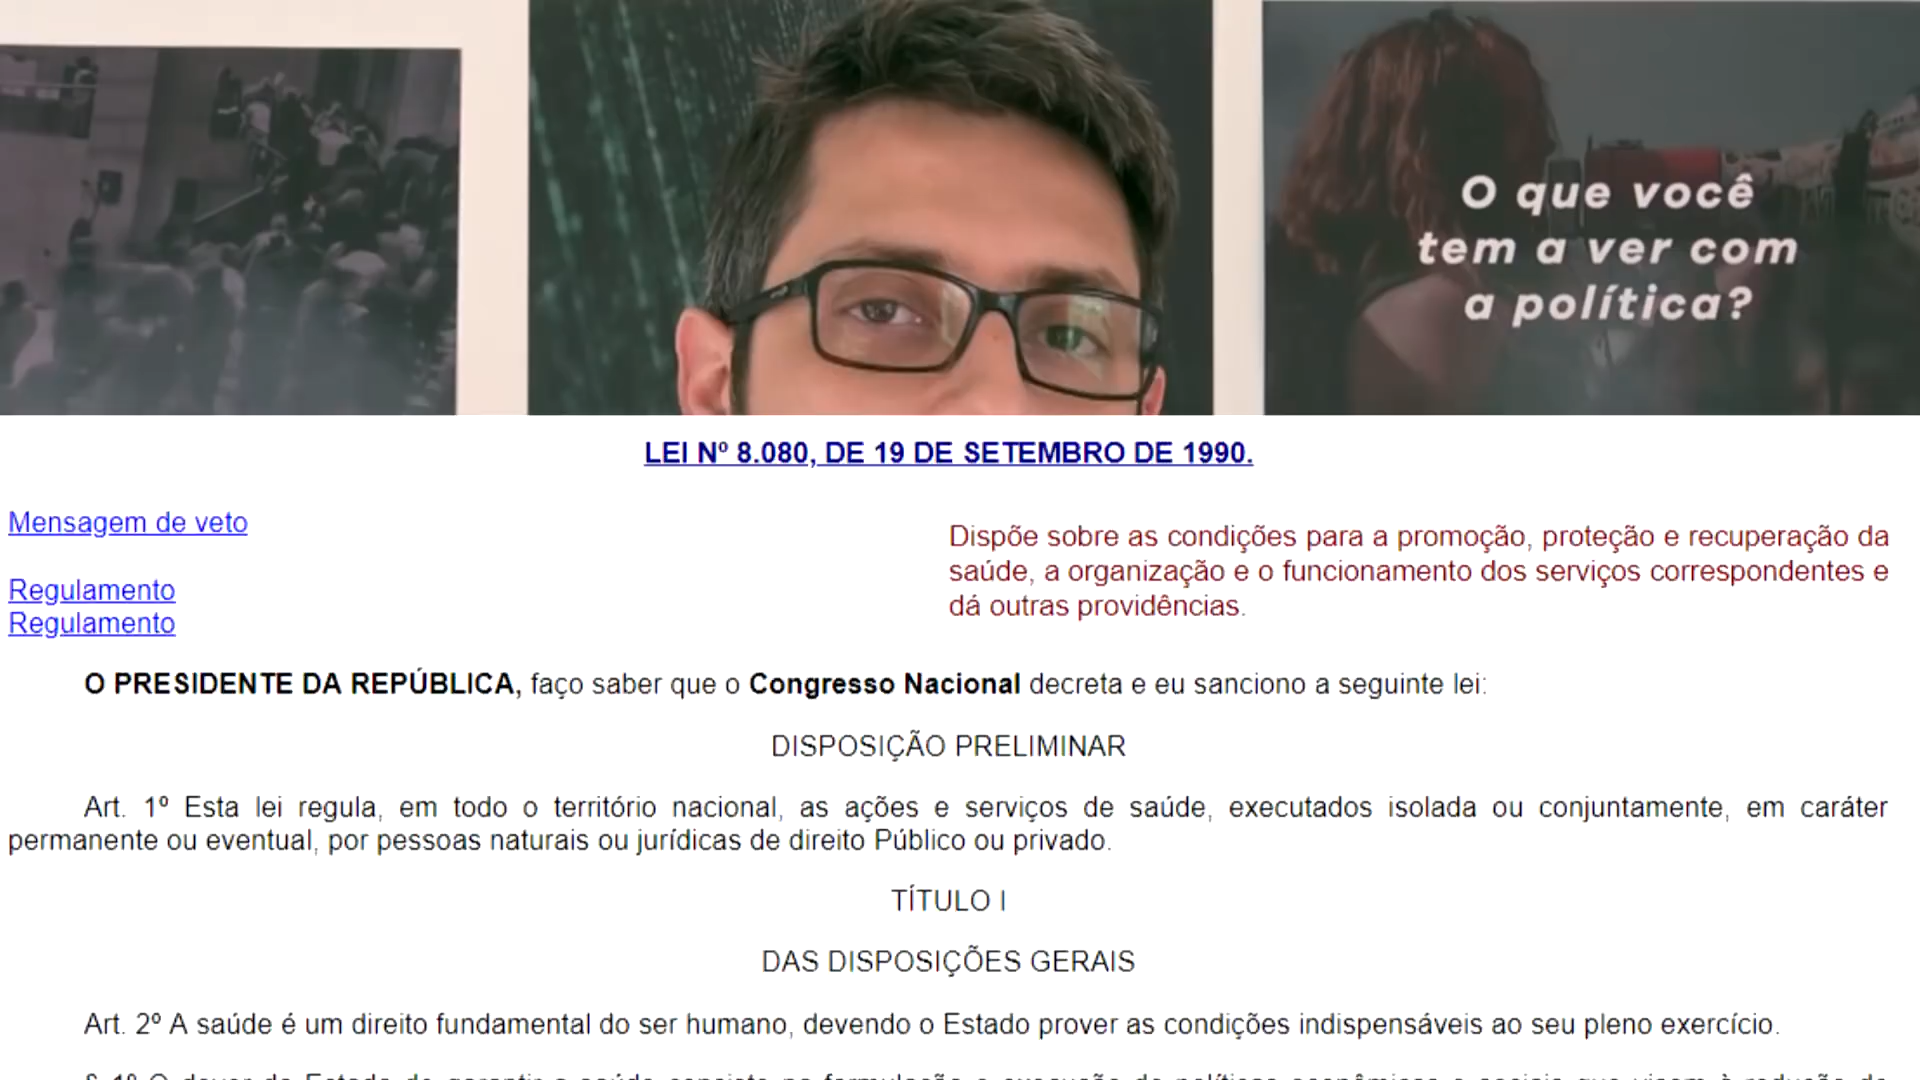 O que você
tem a ver com
a política?
LEI Nº 8.080, DE 19 DE SETEMBRO DE 1990.
Mensagem de veto
Dispõe sobre as condições para a promoção, proteção e recuperação da
saúde, a organização e o funcionamento dos serviços correspondentes e
dá outras providências.
Regulamento
Regulamento
O PRESIDENTE DA REPÚBLICA, faço saber que o Congresso Nacional decreta e eu sanciono a seguinte lei:
DISPOSIÇÃO PRELIMINAR
Art. 1º Esta lei regula, em todo o território nacional, as ações e serviços de saúde, executados isolada ou conjuntamente, em caráter
permanente ou eventual, por pessoas naturais ou jurídicas de direito Público ou privado.
TÍTULO I
DAS DISPOSIÇÕES GERAIS
Art. 2º A saúde é um direito fundamental do ser humano, devendo o Estado prover as condições indispensáveis ao seu pleno exercício.